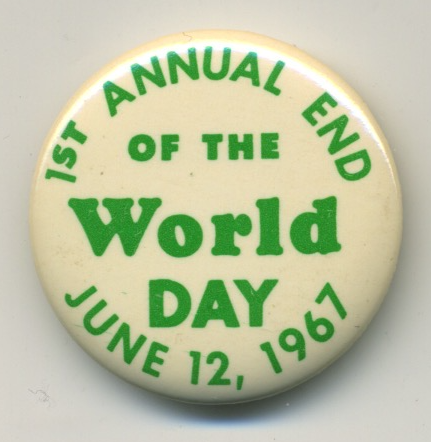 1ST ANNUAL END
OF THE
World
DAY
JUNE 12, 1967